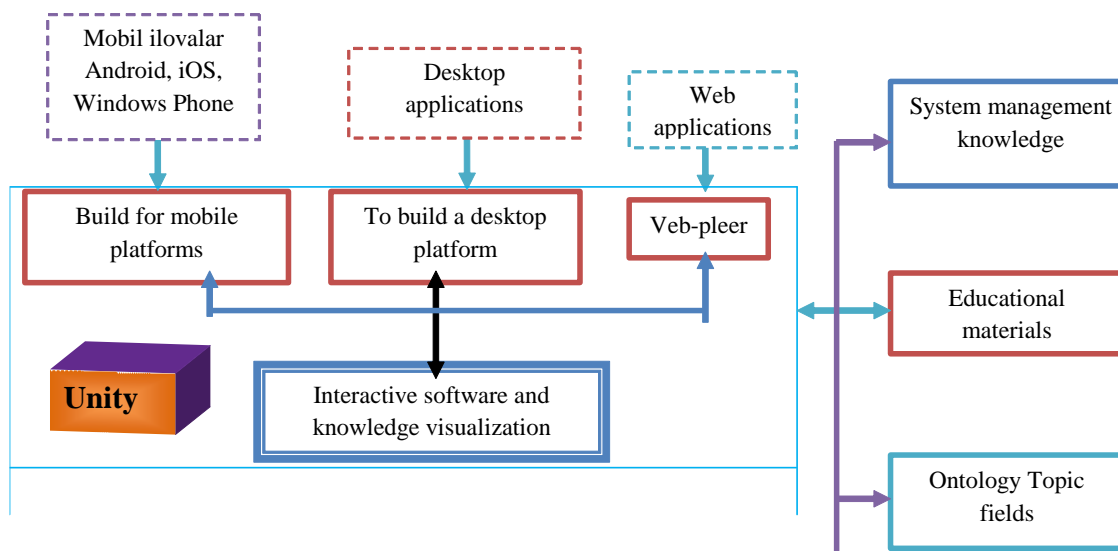 Mobil ilovalar
Android, iOS,
Windows Phone
Desktop
applications
Web
applications
System management
knowledge
Build for mobile
platforms
To build a desktop
platform
Veb-pleer
Educational
materials
Unity
Interactive software and
knowledge visualization
Ontology Topic
fields